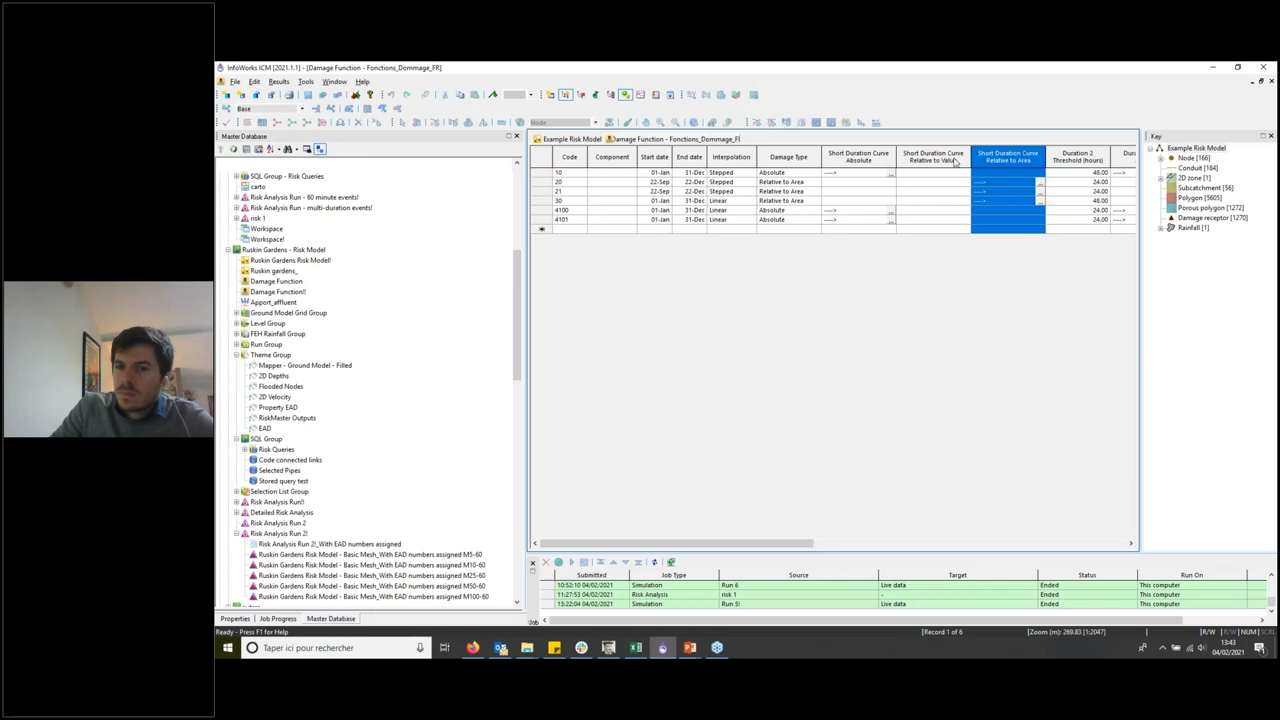 InfoWorks ICM [2021.1.1] - [Damage Function - Fonctions_Dommage_FR]
File Edit Results Tools Window Help
Base
Node
Master Database
Example Risk Model Damage Function - Fonctions_Dommage_F
Key
SQL Group - Risk Queries
carto
Risk Analysis Run - 60 minute events!
Risk Analysis Run - multi-duration events!
risk 1
Workspace
Workspace!
Ruskin Gardens - Risk Model
Ruskin Gardens Risk Model!
Ruskin gardens_
Damage Function
Damage Function!!
Apport_affluent
Ground Model Grid Group
Level Group
FEH Rainfall Group
Run Group
Theme Group
Mapper - Ground Model - Filled
2D Depths
Flooded Nodes
2D Velocity
Property EAD
RiskMaster Outputs
EAD
SQL Group
Risk Queries
Code connected links
Selected Pipes
Stored query test
Selection List Group
Risk Analysis Run!!
Detailed Risk Analysis
Risk Analysis Run 2
Risk Analysis Run 2!
Risk Analysis Run 2!_With EAD numbers assigned
Ruskin Gardens Risk Model - Basic Mesh_With EAD numbers assigned M5-60
Ruskin Gardens Risk Model - Basic Mesh_With EAD numbers assigned M10-60
Ruskin Gardens Risk Model - Basic Mesh_With EAD numbers assigned M25-60
Ruskin Gardens Risk Model - Basic Mesh_With EAD numbers assigned M50-60
Ruskin Gardens Risk Model - Basic Mesh_With EAD numbers assigned M100-60
Properties Job Progress Master Database
Code Component Start date End date Interpolation Damage Type Short Duration Curve Absolute Short Duration Curve Relative to Value Short Duration Curve Relative to Area Duration 2 Threshold (hours) Dur
10 01-Jan 31-Dec Stepped Absolute ----> ... 48.00 ---->
20 22-Sep 22-Dec Stepped Relative to Area ----> ... 24.00
21 22-Sep 22-Dec Stepped Relative to Area ----> ... 24.00
30 01-Jan 31-Dec Linear Relative to Area ----> ... 48.00
4100 01-Jan 31-Dec Linear Absolute ----> ... 24.00 ---->
4101 01-Jan 31-Dec Linear Absolute ----> ... 24.00 ---->
Example Risk Model
Node [166]
Conduit [164]
2D zone [1]
Subcatchment [56]
Polygon [5605]
Porous polygon [1272]
Damage receptor [1270]
Rainfall [1]
Submitted Job Type Source Target Status Run On
10:52:10 04/02/2021 Simulation Run 6 Live data Ended This computer
11:27:53 04/02/2021 Risk Analysis risk 1 - Ended This computer
13:22:04 04/02/2021 Simulation Run 5! Live data Ended This computer
Ready - Press F1 for Help
Record 1 of 6
Zoom (m): 269.83 [1:2047]
R/W R/W NUM SCRL
Taper ici pour rechercher
13:43
04/02/2021